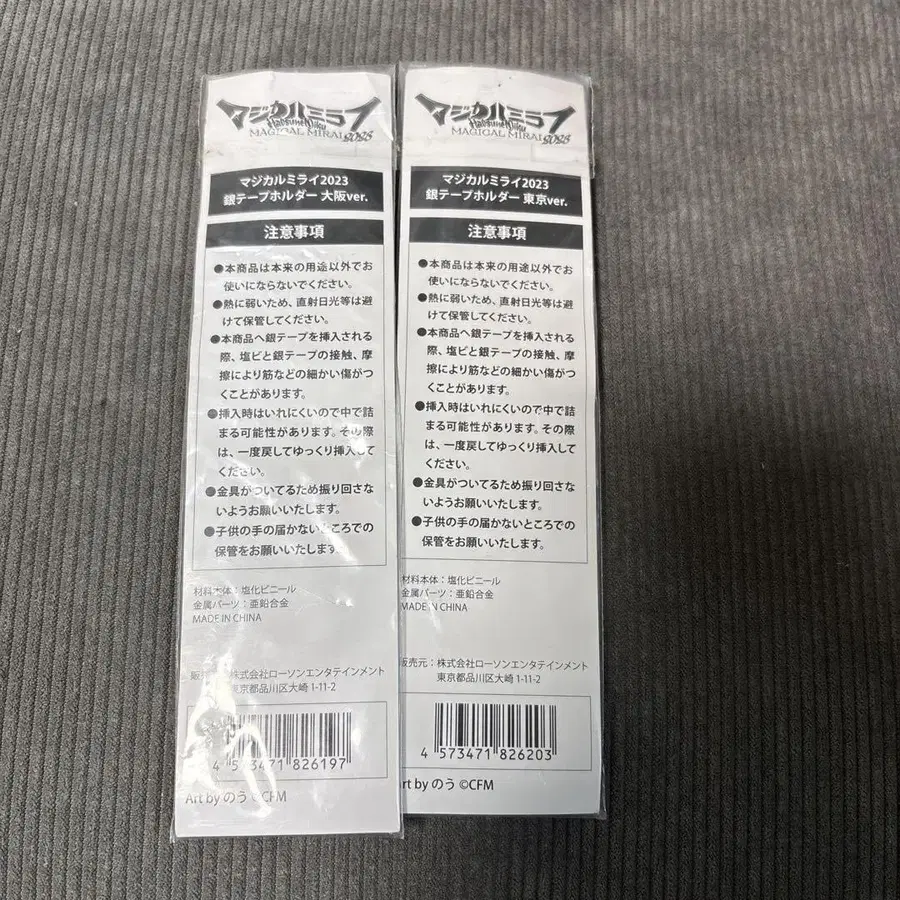 マジカルミライ
Hatsune Miku
MAGICAL MIRAI 2023
マジカルミライ2023
銀テープホルダー 大阪ver.
注意事項
●本商品は本来の用途以外でお
使いにならないでください。
●熱に弱いため、直射日光等は避
けて保管してください。
●本商品へ銀テープを挿入される
際、塩ビと銀テープの接触、摩
擦により筋などの細かい傷がつ
くことがあります。
●挿入時はいれにくいので中で詰
まる可能性があります。その際
は、一度戻してゆっくり挿入して
ください。
●金具がついてるため振り回さな
いようお願いいたします。
●子供の手の届かないところでの
保管をお願いいたします。
材料本体：塩化ビニール
金属パーツ：亜鉛合金
MADE IN CHINA
販売 株式会社ローソンエンタテインメント
東京都品川区大崎 1-11-2
4 573471 826197
Art by のう ©CFM
マジカルミライ
Hatsune Miku
MAGICAL MIRAI 2023
マジカルミライ2023
銀テープホルダー 東京ver.
注意事項
●本商品は本来の用途以外でお
使いにならないでください。
●熱に弱いため、直射日光等は避
けて保管してください。
●本商品へ銀テープを挿入される
際、塩ビと銀テープの接触、摩
擦により筋などの細かい傷がつ
くことがあります。
●挿入時はいれにくいので中で詰
まる可能性があります。その際
は、一度戻してゆっくり挿入して
ください。
●金具がついてるため振り回さな
いようお願いいたします。
●子供の手の届かないところでの
保管をお願いいたします。
材料本体：塩化ビニール
金属パーツ：亜鉛合金
MADE IN CHINA
販売元：株式会社ローソンエンタテインメント
東京都品川区大崎 1-11-2
4 573471 826203
rt by のう ©CFM